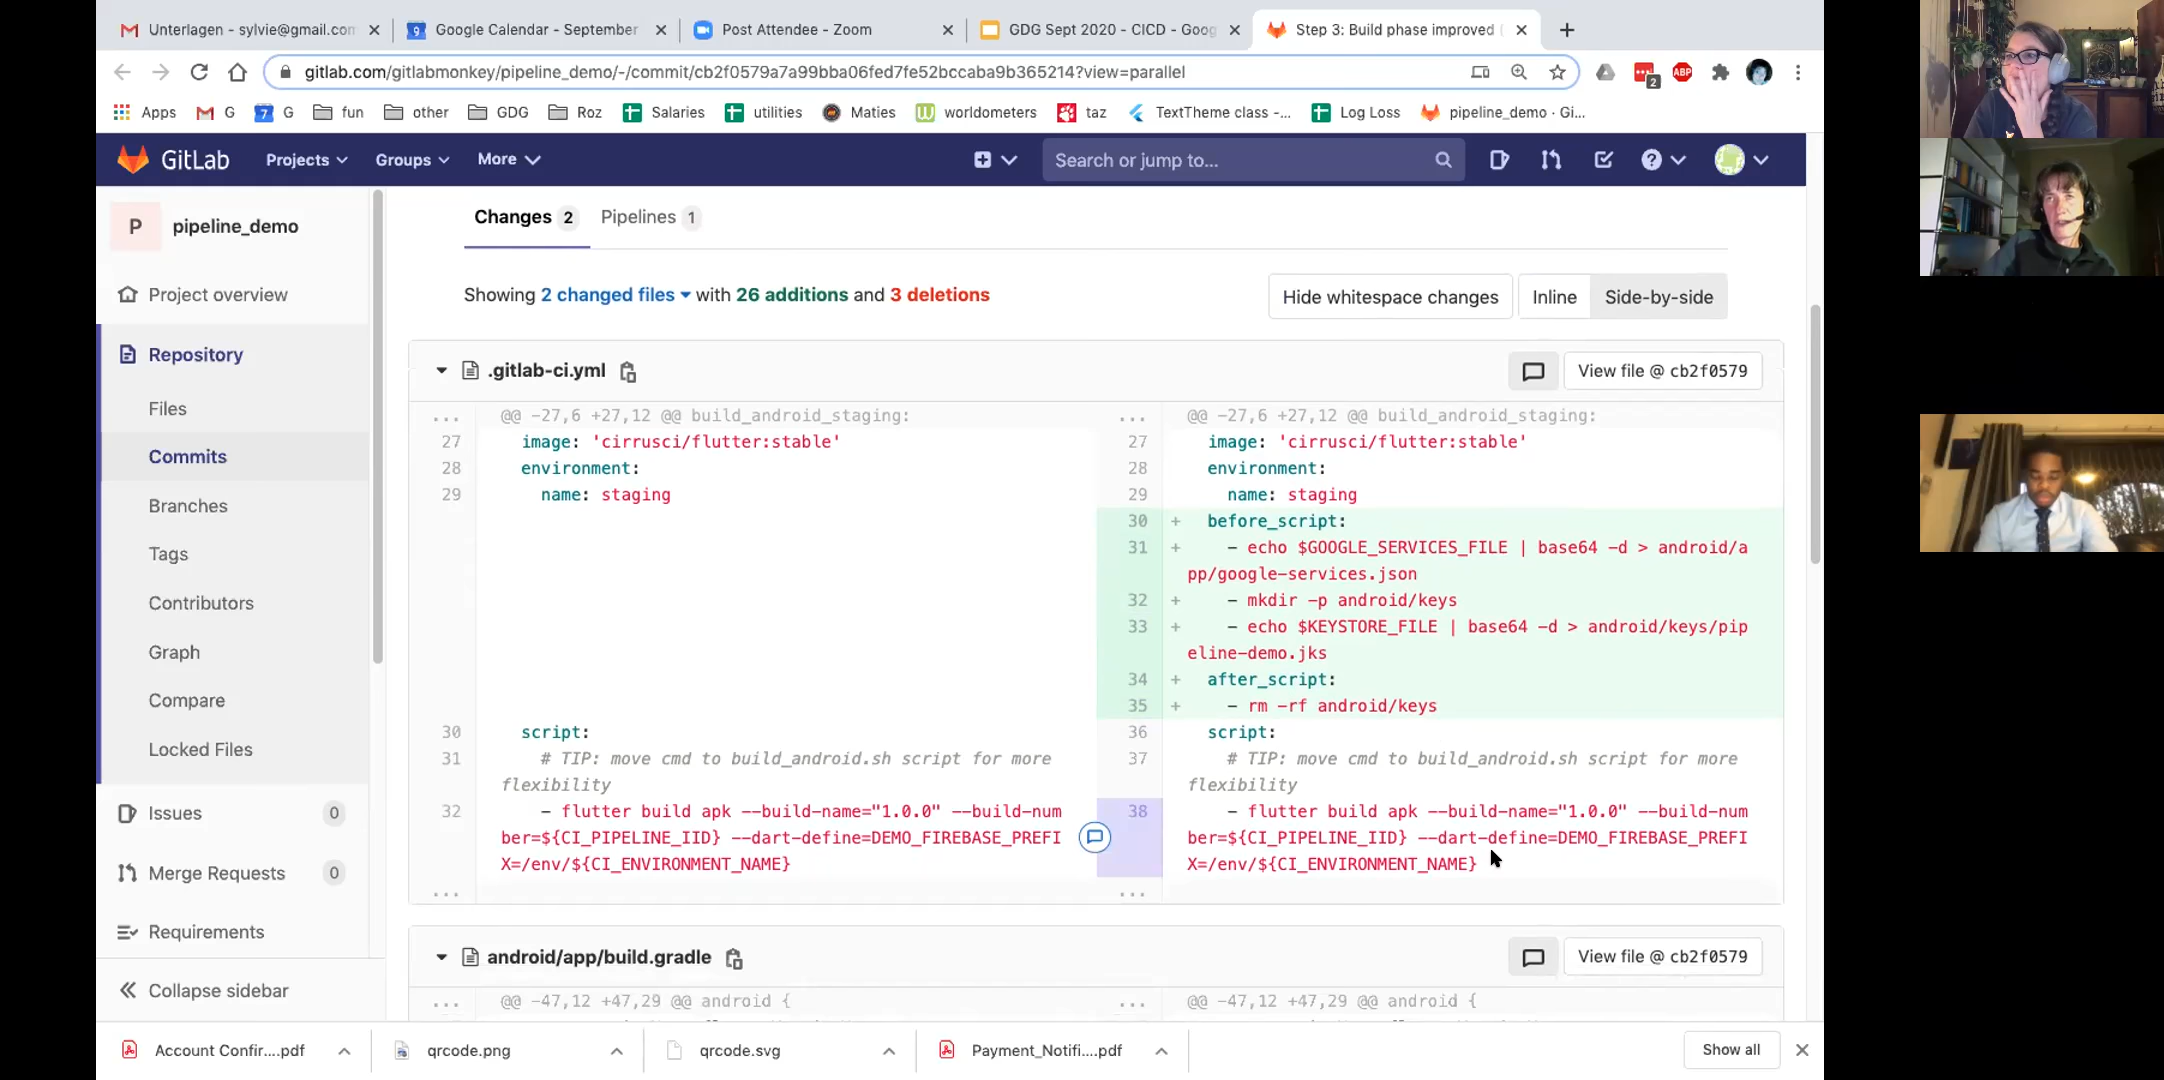 Unterlagen - sylvie@gmail.com
Google Calendar - September
Post Attendee - Zoom
GDG Sept 2020 - CICD - Goog
Step 3: Build phase improved (
gitlab.com/gitlabmonkey/pipeline_demo/-/commit/cb2f0579a7a99bba06fed7fe52bccaba9b365214?view=parallel
2
ABP
Apps
G
7
G
fun
other
GDG
Roz
Salaries
utilities
Maties
worldometers
taz
TextTheme class -...
Log Loss
pipeline_demo · Gi...
GitLab
Projects
Groups
More
Search or jump to...
P
pipeline_demo
Project overview
Repository
Files
Commits
Branches
Tags
Contributors
Graph
Compare
Locked Files
Issues 0
Merge Requests 0
Requirements
Collapse sidebar
Changes 2
Pipelines 1
Showing 2 changed files with 26 additions and 3 deletions
Hide whitespace changes
Inline
Side-by-side
.gitlab-ci.yml
View file @ cb2f0579
... @@ -27,6 +27,12 @@ build_android_staging:
27 image: 'cirrusci/flutter:stable'
28 environment:
29 name: staging
30 script:
31 # TIP: move cmd to build_android.sh script for more
flexibility
32 - flutter build apk --build-name="1.0.0" --build-num
ber=${CI_PIPELINE_IID} --dart-define=DEMO_FIREBASE_PREFI
X=/env/${CI_ENVIRONMENT_NAME}
...
... @@ -27,6 +27,12 @@ build_android_staging:
27 image: 'cirrusci/flutter:stable'
28 environment:
29 name: staging
30 + before_script:
31 + - echo $GOOGLE_SERVICES_FILE | base64 -d > android/a
pp/google-services.json
32 + - mkdir -p android/keys
33 + - echo $KEYSTORE_FILE | base64 -d > android/keys/pip
eline-demo.jks
34 + after_script:
35 + - rm -rf android/keys
36 script:
37 # TIP: move cmd to build_android.sh script for more
flexibility
38 - flutter build apk --build-name="1.0.0" --build-num
ber=${CI_PIPELINE_IID} --dart-define=DEMO_FIREBASE_PREFI
X=/env/${CI_ENVIRONMENT_NAME}
...
android/app/build.gradle
View file @ cb2f0579
... @@ -47,12 +47,29 @@ android {
... @@ -47,12 +47,29 @@ android {
Account Confir....pdf
qrcode.png
qrcode.svg
Payment_Notifi....pdf
Show all